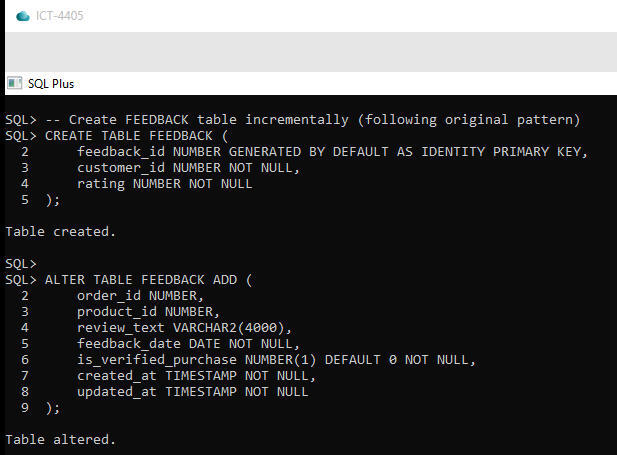 ICT-4405
SQL Plus
SQL> -- Create FEEDBACK table incrementally (following original pattern)
SQL> CREATE TABLE FEEDBACK (
  2      feedback_id NUMBER GENERATED BY DEFAULT AS IDENTITY PRIMARY KEY,
  3      customer_id NUMBER NOT NULL,
  4      rating NUMBER NOT NULL
  5  );
Table created.
SQL>
SQL> ALTER TABLE FEEDBACK ADD (
  2      order_id NUMBER,
  3      product_id NUMBER,
  4      review_text VARCHAR2(4000),
  5      feedback_date DATE NOT NULL,
  6      is_verified_purchase NUMBER(1) DEFAULT 0 NOT NULL,
  7      created_at TIMESTAMP NOT NULL,
  8      updated_at TIMESTAMP NOT NULL
  9  );
Table altered.